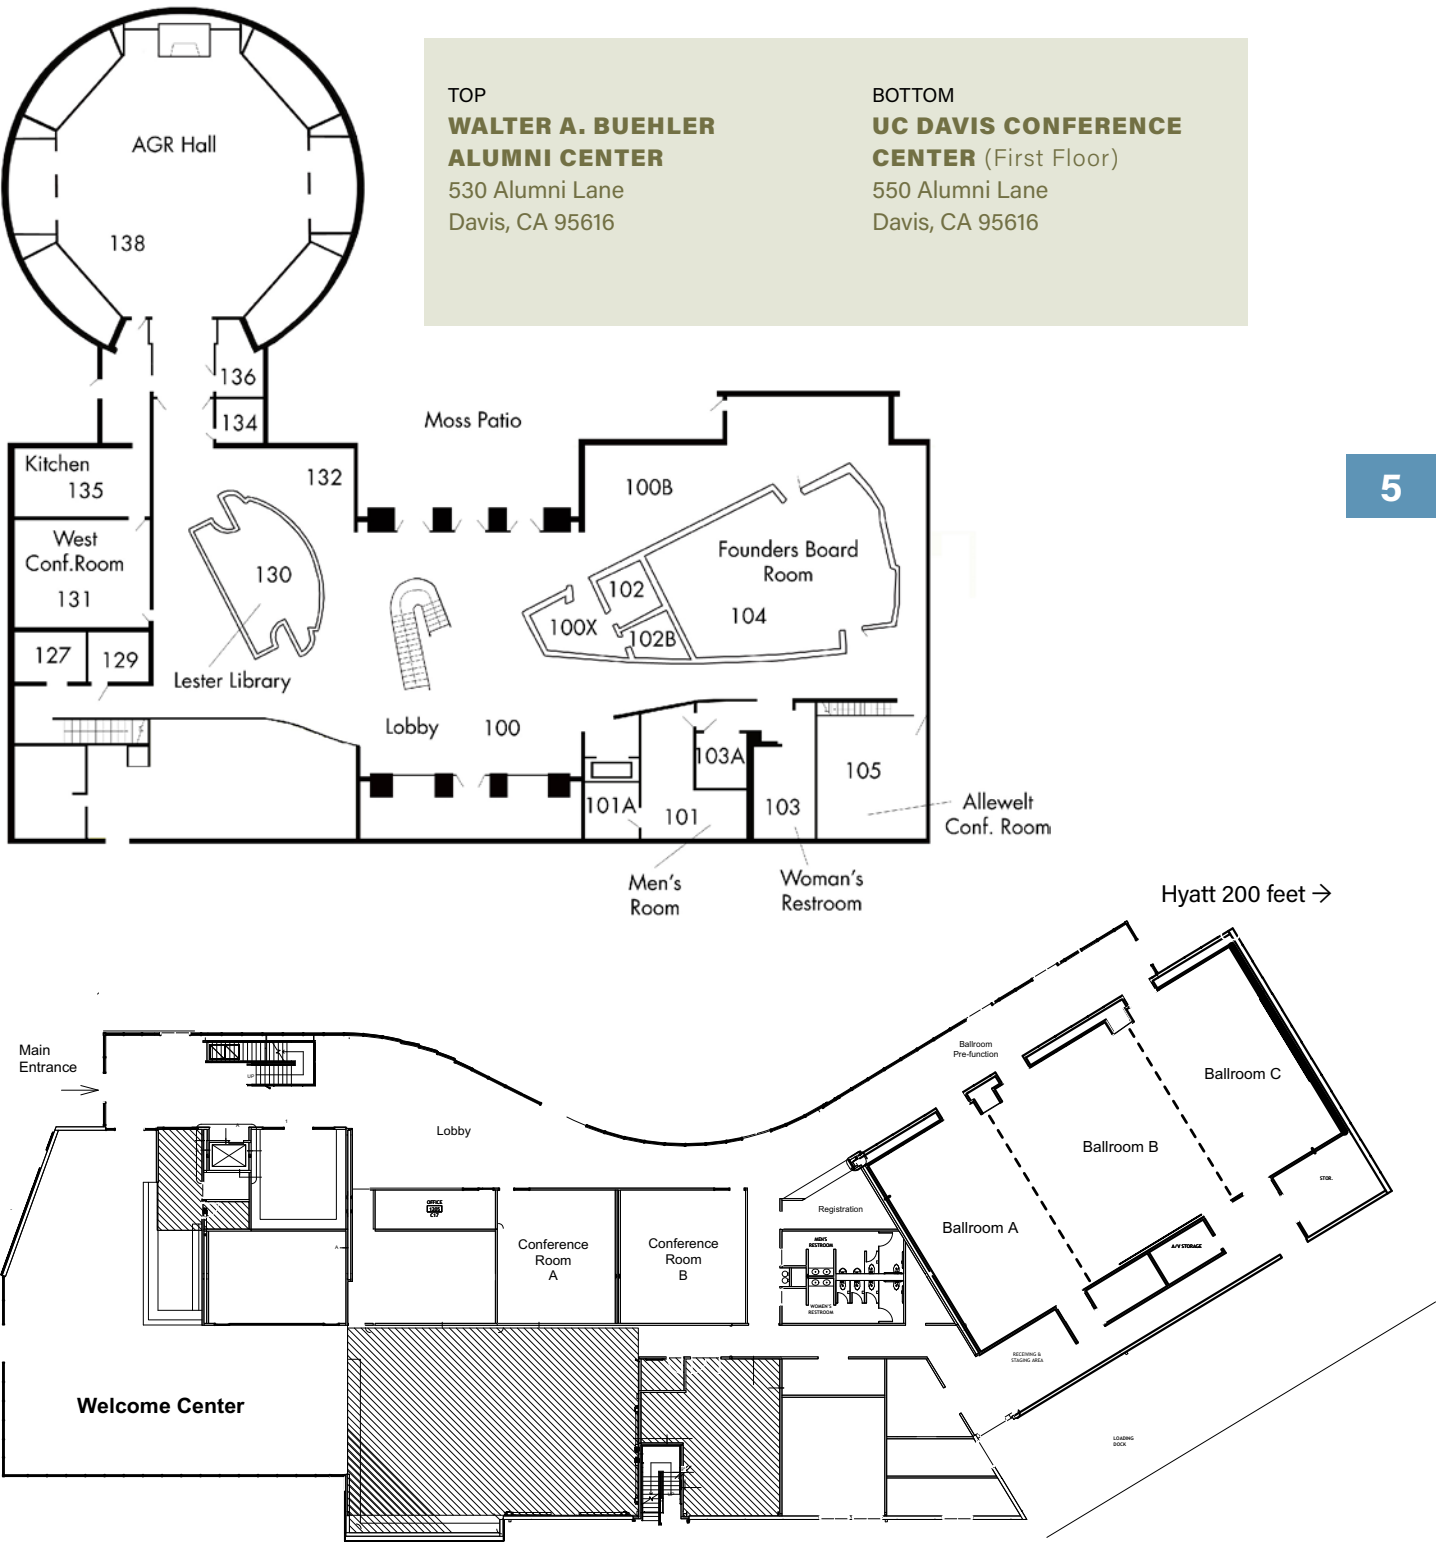 TOP
WALTER A. BUEHLER
ALUMNI CENTER
530 Alumni Lane
Davis, CA 95616
BOTTOM
UC DAVIS CONFERENCE
CENTER (First Floor)
550 Alumni Lane
Davis, CA 95616
AGR Hall
138
136
134
Moss Patio
Kitchen
135
132
100B
5
West
Conf.Room
131
130
Founders Board
Room
104
102
100X
102B
127
129
Lester Library
Lobby
100
103A
105
101A
101
103
Allewelt
Conf. Room
Men's
Room
Woman's
Restroom
Hyatt 200 feet →
Main
Entrance
UP
Ballroom
Pre-function
Ballroom C
Lobby
Ballroom B
STOR.
OFFICE
Registration
Ballroom A
Conference
Room
A
Conference
Room
B
MEN'S
RESTROOM
A/V STORAGE
WOMEN'S
RESTROOM
RECEIVING &
STAGING AREA
Welcome Center
LOADING
DOCK